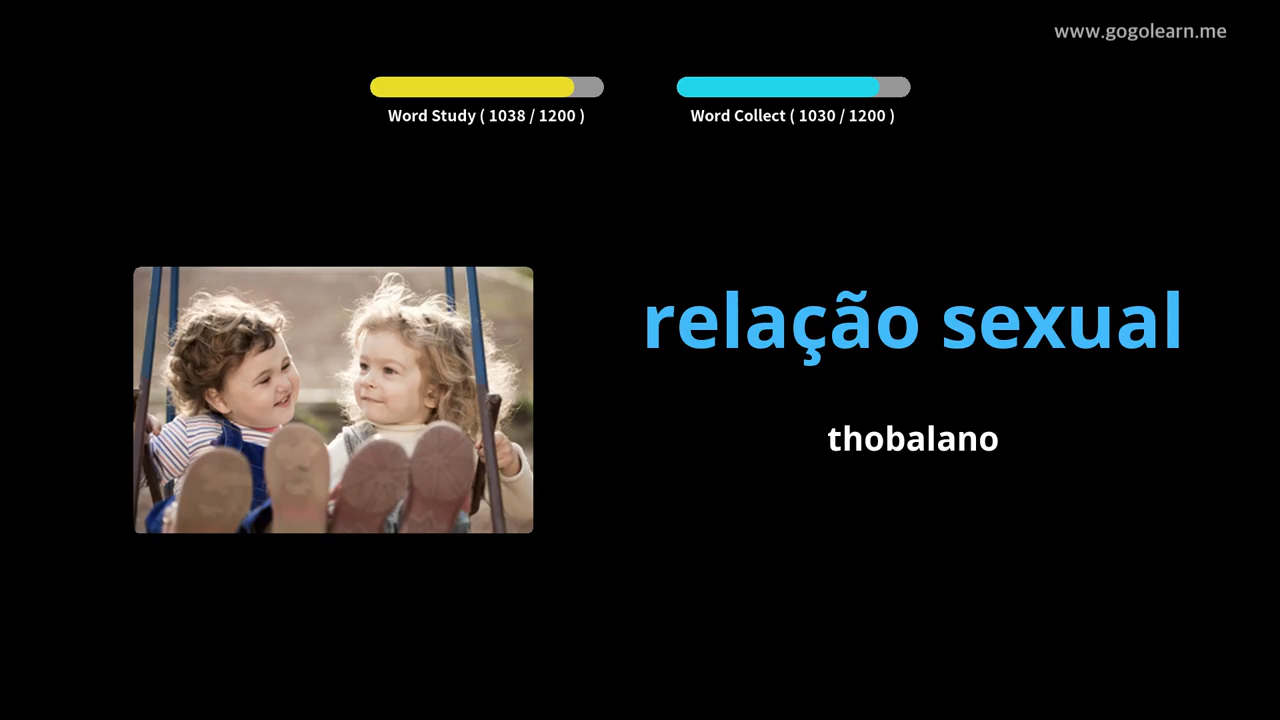 www.gogolearn.me
Word Study ( 1038 / 1200 )
Word Collect ( 1030 / 1200 )
relação sexual
thobalano